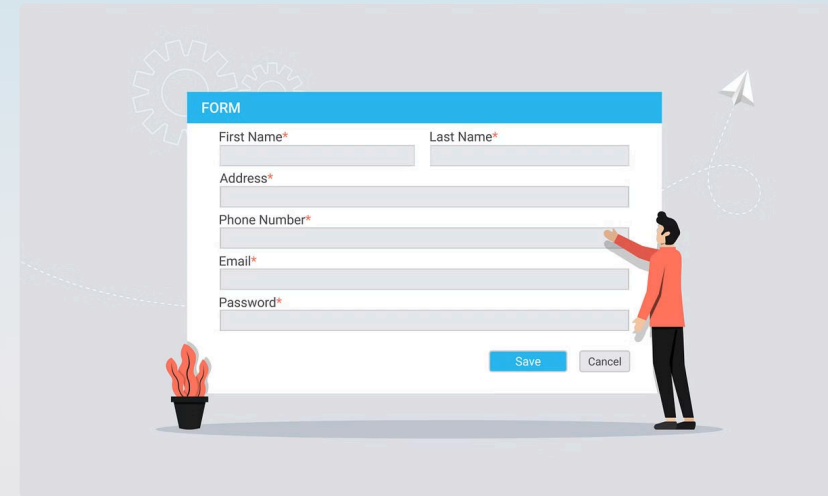 FORM
First Name* Last Name*
Address*
Phone Number*
Email*
Password*
Save Cancel